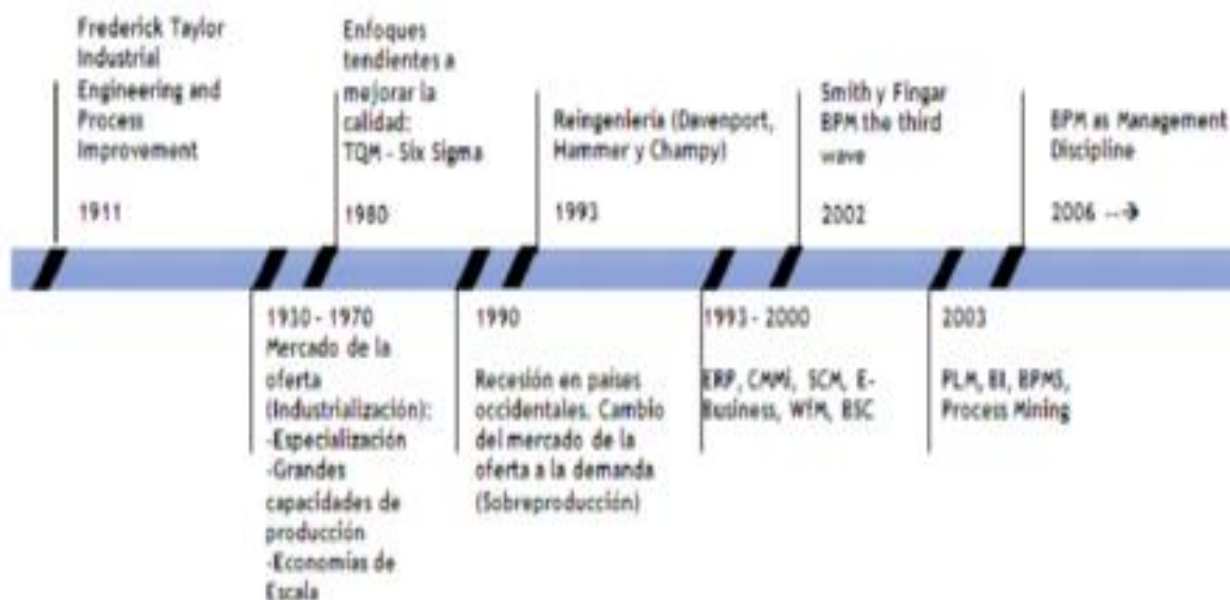 Frederick Taylor
Industrial
Engineering and
Process
Improvement
1911
1930 - 1970
Mercado de la
oferta
(Industrialización):
-Especialización
-Grandes
capacidades de
producción
-Economías de
Escala
Enfoques
tendientes a
mejorar la
calidad:
TQM - Six Sigma
1980
1990
Recesión en países
occidentales. Cambio
del mercado de la
oferta a la demanda
(Sobreproducción)
Reingeniería (Davenport,
Hammer y Champy)
1993
1993 - 2000
ERP, CMMi, SCM, E-
Business, WfM, BSC
Smith y Fingar
BPM the third
wave
2002
2003
PLM, BI, BPMS,
Process Mining
BPM as Management
Discipline
2006 -->